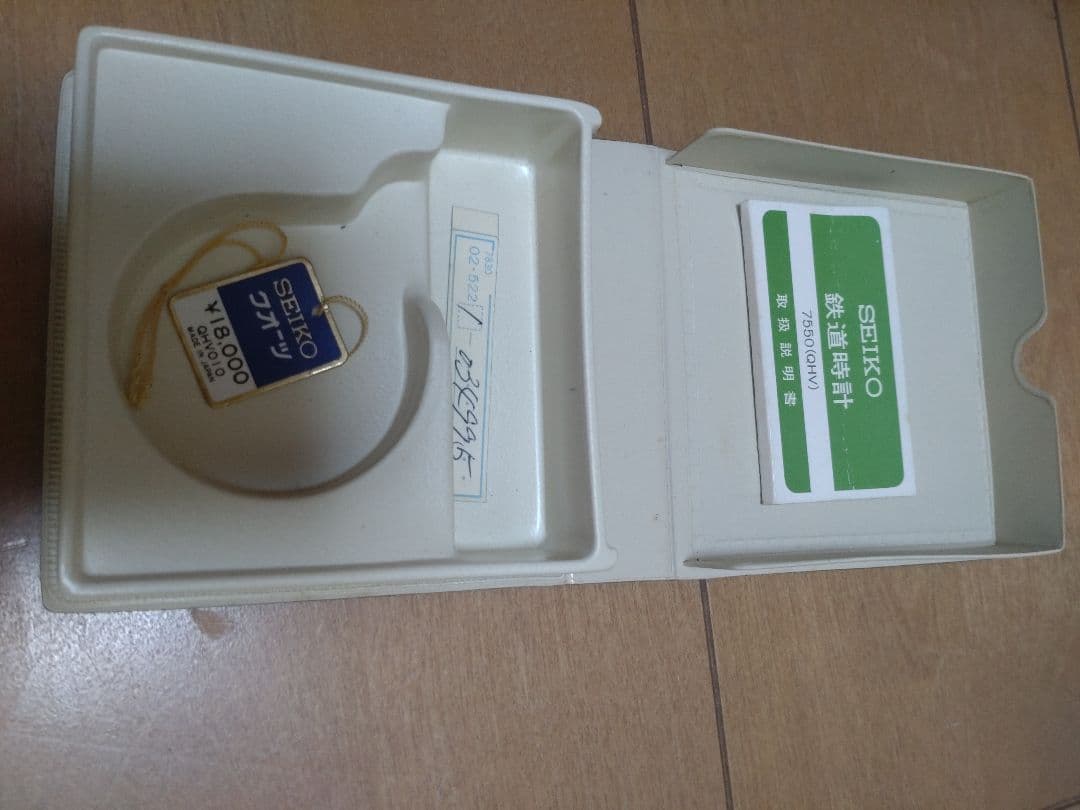 SEIKO
クオーツ
¥18,000
QHV010
MADE IN JAPAN
7830
02-522
SEIKO
鉄道時計
7550(QHV)
取扱説明書